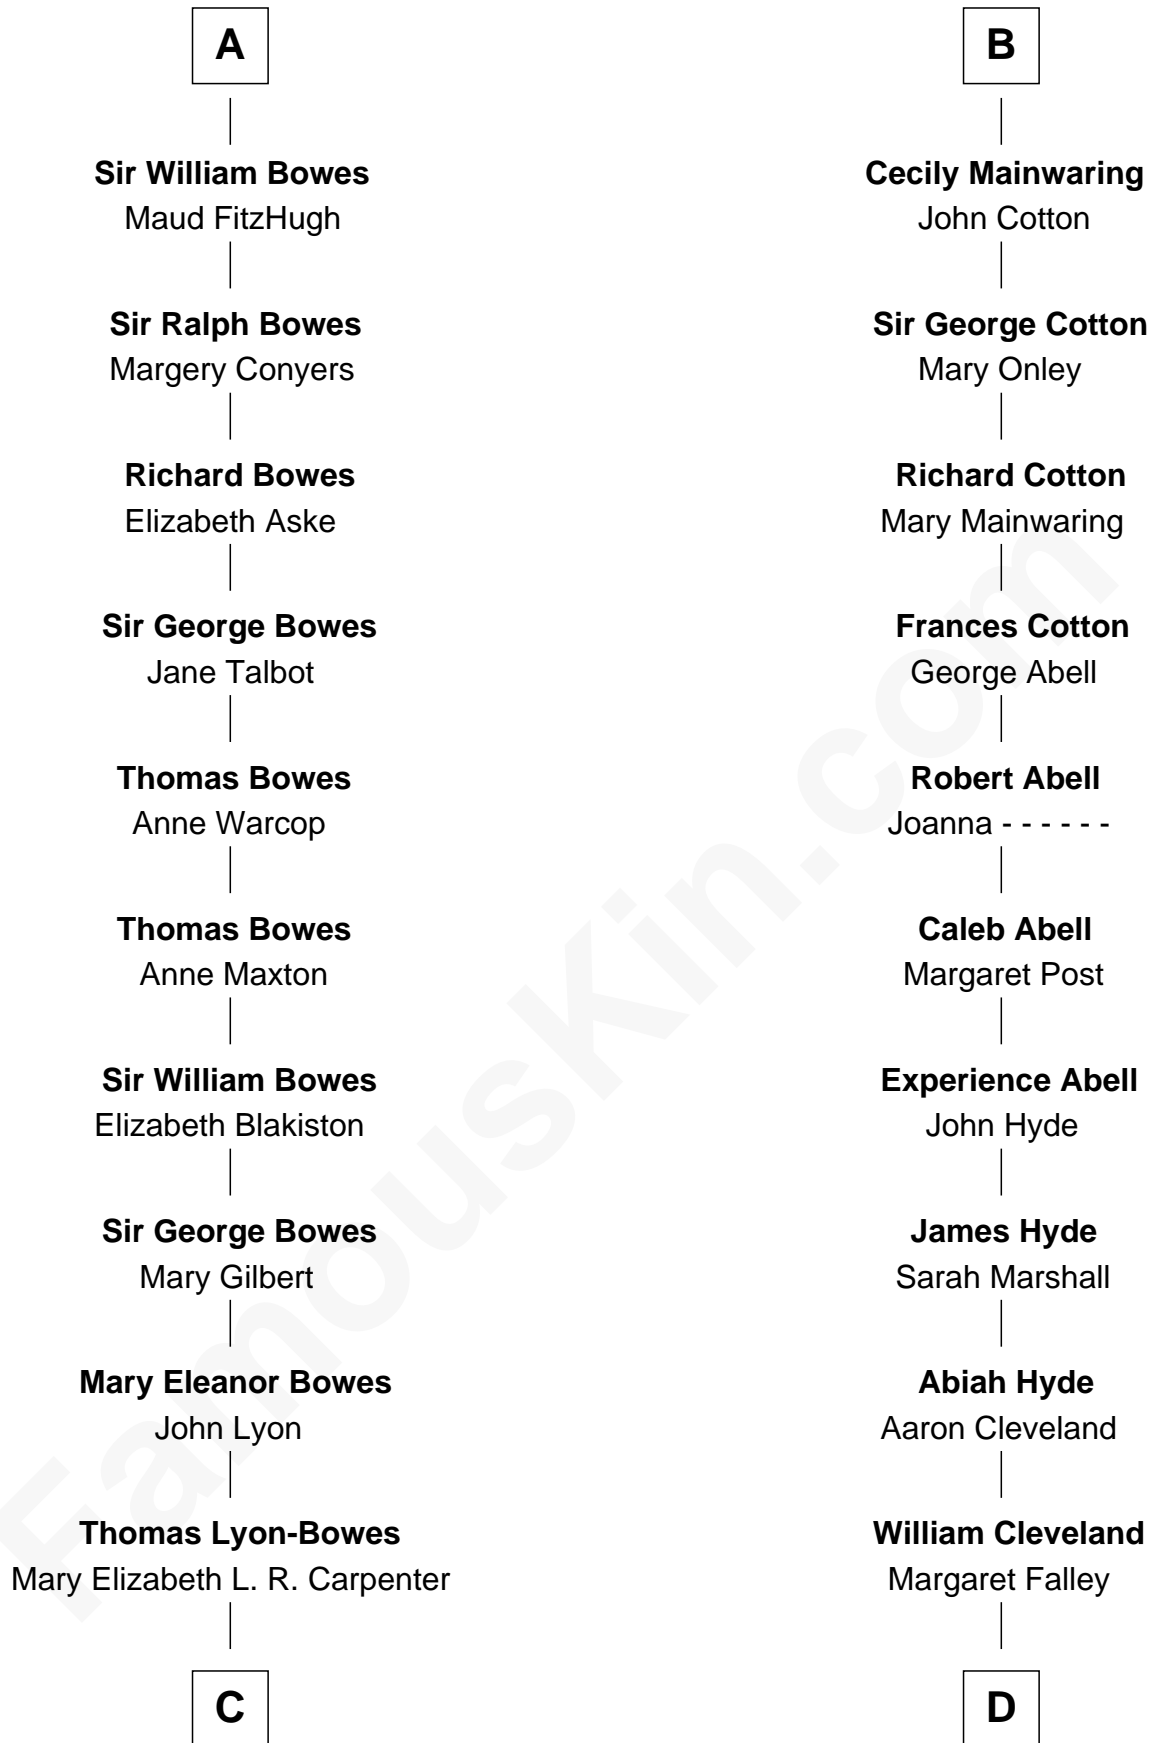 A
Sir William Bowes
Maud FitzHugh
Sir Ralph Bowes
Margery Conyers
Richard Bowes
Elizabeth Aske
Sir George Bowes
Jane Talbot
Thomas Bowes
Anne Warcop
Thomas Bowes
Anne Maxton
Sir William Bowes
Elizabeth Blakiston
Sir George Bowes
Mary Gilbert
Mary Eleanor Bowes
John Lyon
Thomas Lyon-Bowes
Mary Elizabeth L. R. Carpenter
C
B
Cecily Mainwaring
John Cotton
Sir George Cotton
Mary Onley
Richard Cotton
Mary Mainwaring
Frances Cotton
George Abell
Robert Abell
Joanna - - - - - -
Caleb Abell
Margaret Post
Experience Abell
John Hyde
James Hyde
Sarah Marshall
Abiah Hyde
Aaron Cleveland
William Cleveland
Margaret Falley
D
FamousKin.com